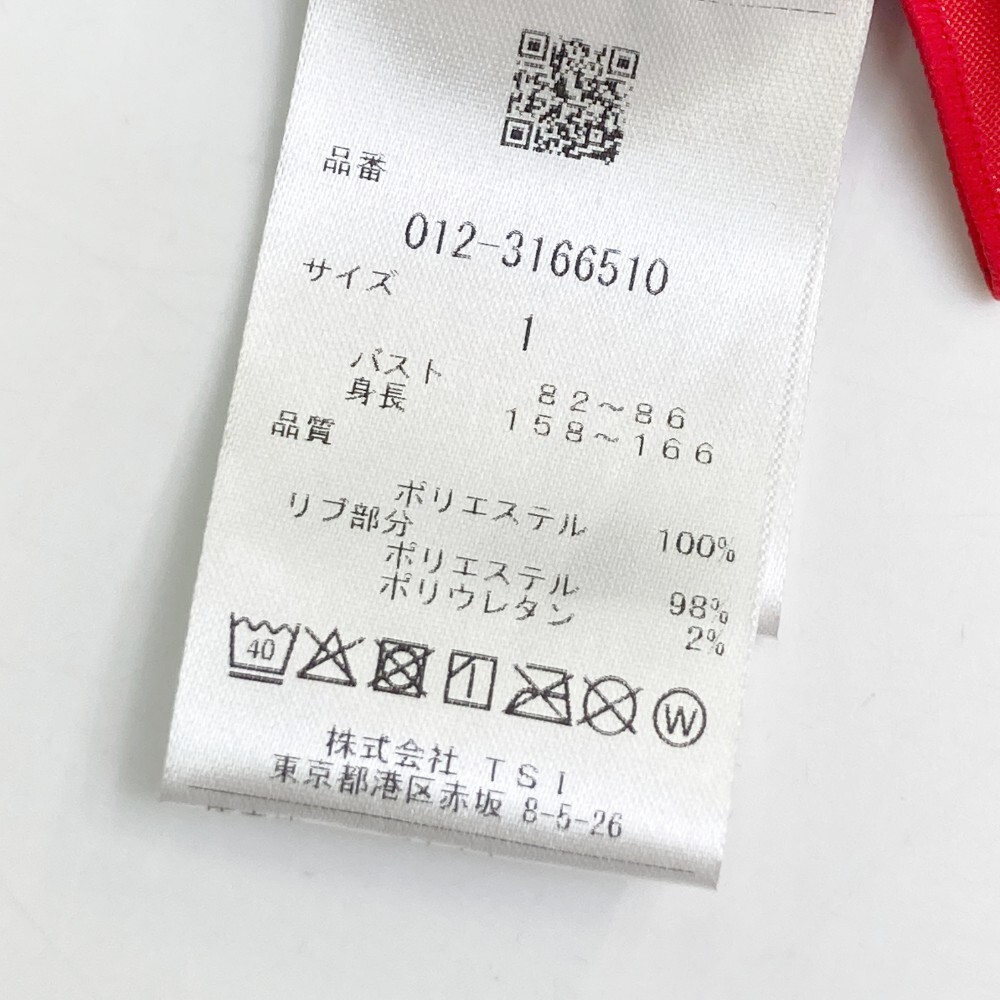 品番
012-3166510
サイズ
1
バスト 82~86
身長 158~166
品質
ポリエステル 100%
リブ部分
ポリエステル 98%
ポリウレタン 2%
40
W
株式会社 TSI
東京都港区赤坂 8-5-26